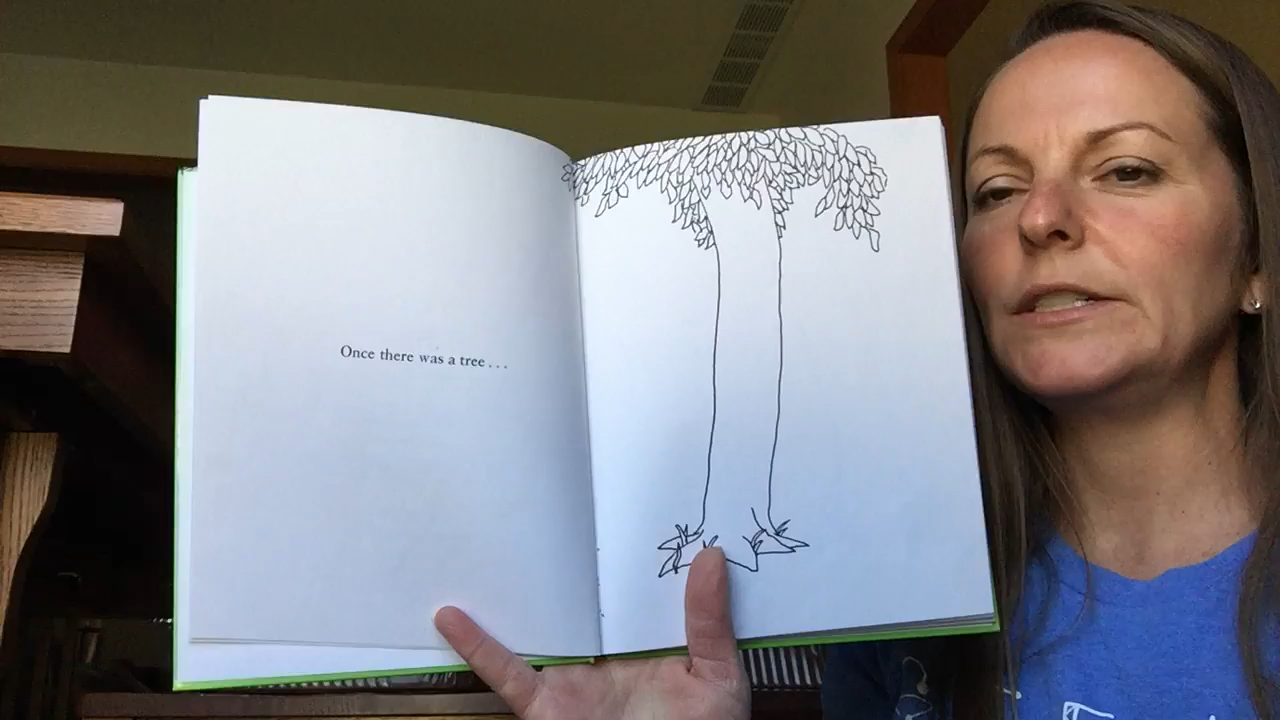 Once there was a tree . . .